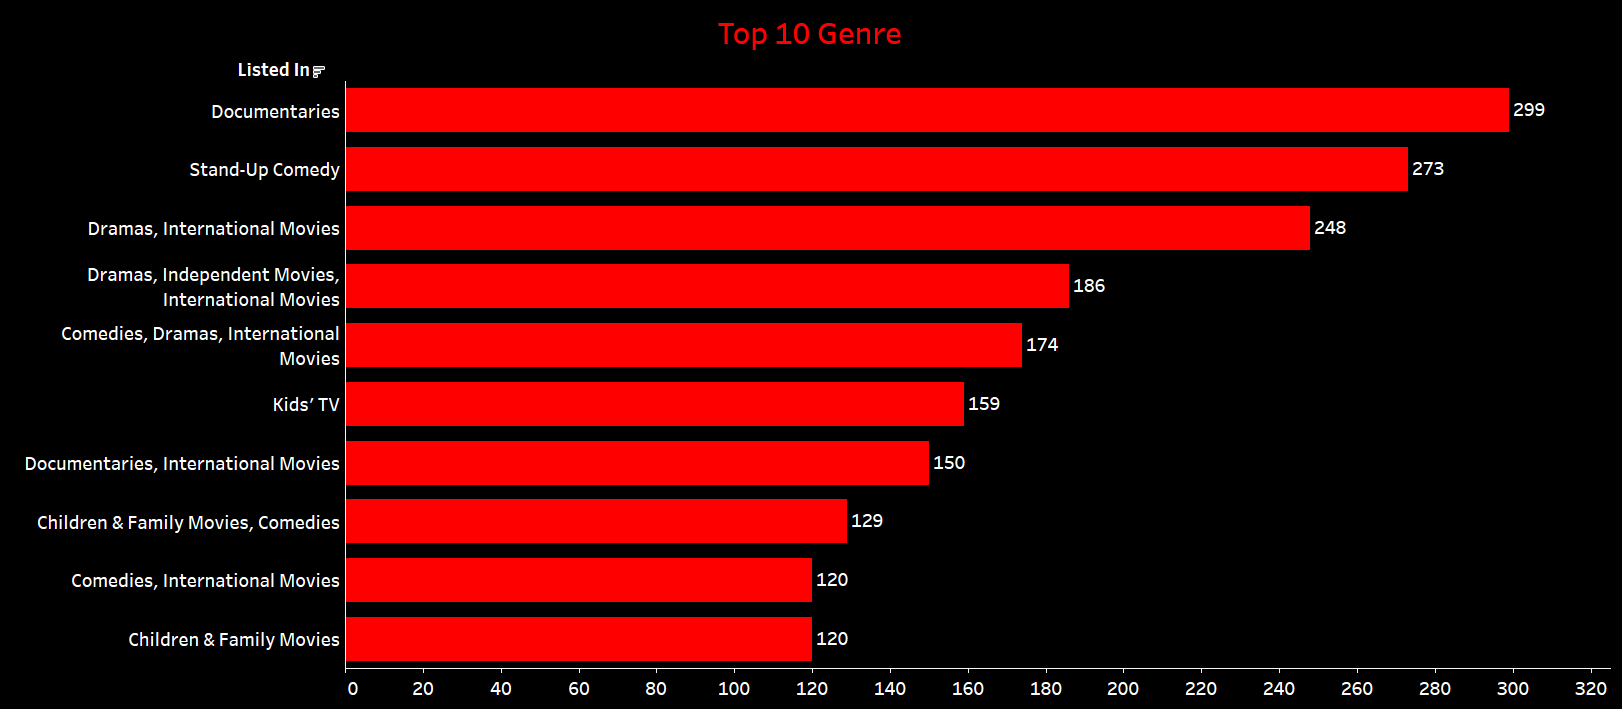 Top 10 Genre
Listed In
Documentaries
299
Stand-Up Comedy
273
Dramas, International Movies
248
Dramas, Independent Movies,
International Movies
186
Comedies, Dramas, International
Movies
174
Kids’ TV
159
Documentaries, International Movies
150
Children & Family Movies, Comedies
129
Comedies, International Movies
120
Children & Family Movies
120
0 20 40 60 80 100 120 140 160 180 200 220 240 260 280 300 320